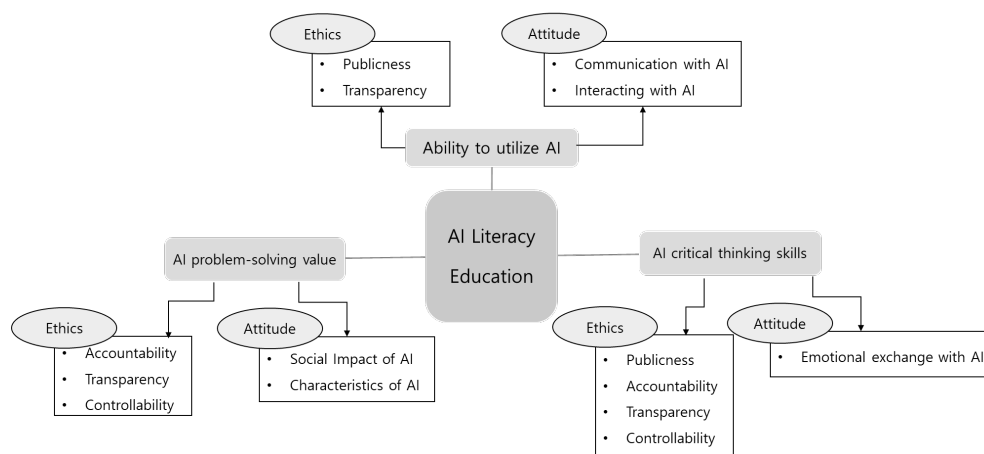 Ethics
• Publicness
• Transparency
Attitude
• Communication with AI
• Interacting with AI
Ability to utilize AI
AI Literacy
Education
AI problem-solving value
Ethics
• Accountability
• Transparency
• Controllability
Attitude
• Social Impact of AI
• Characteristics of AI
AI critical thinking skills
Ethics
• Publicness
• Accountability
• Transparency
• Controllability
Attitude
• Emotional exchange with AI